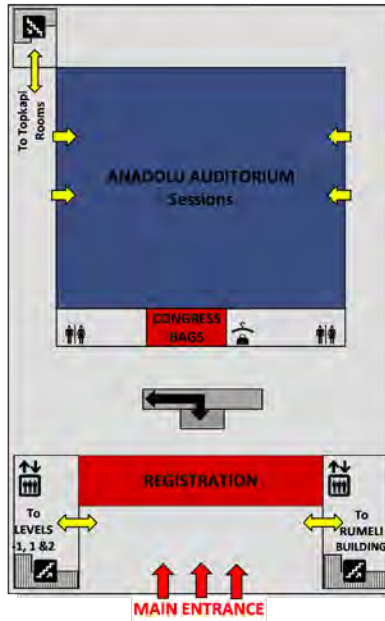 To Topkapi
Rooms
ANADOLU AUDITORIUM
Sessions
CONGRESS
BAGS
REGISTRATION
To
LEVELS
-1, 1 &2
To
RUMELI
BUILDING
MAIN ENTRANCE